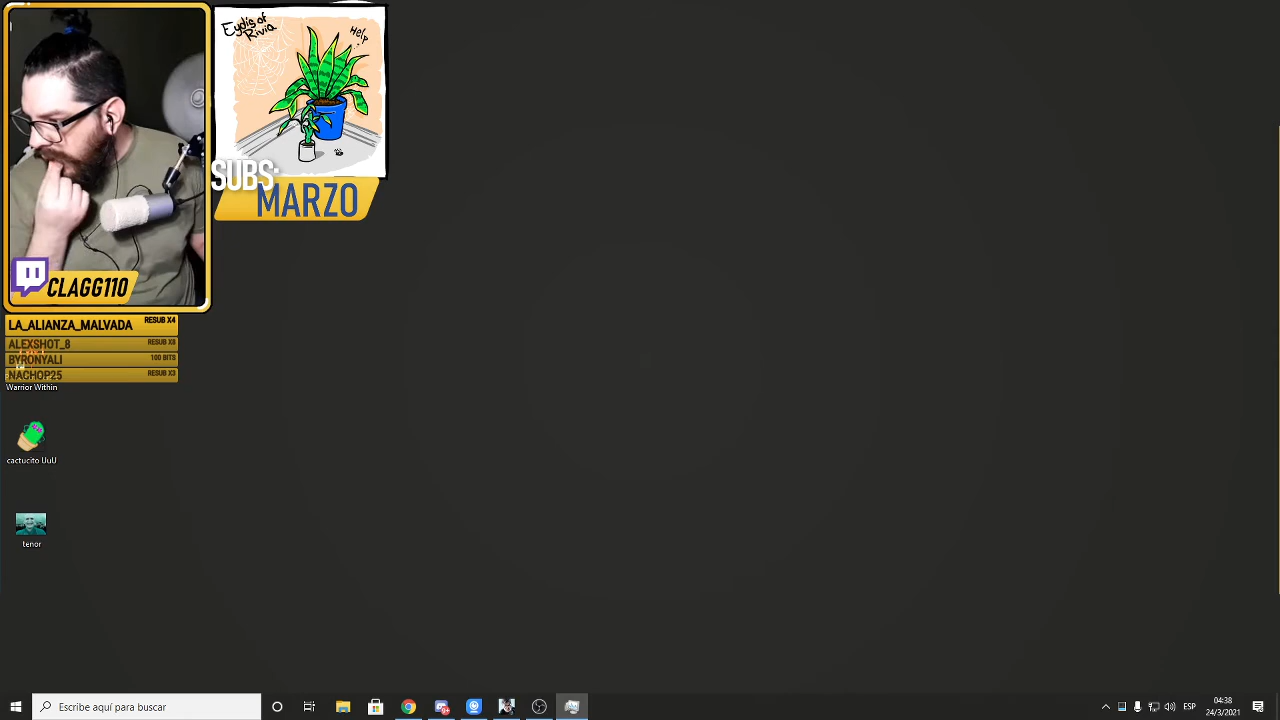 Eydis of
Rivia
Help
SUBS:
MARZO
CLAGG110
LA_ALIANZA_MALVADA RESUB X4
ALEXSHOT_8 RESUB X8
BYRONYALI 100 BITS
NACHOP25 RESUB X3
Warrior Within
cactucito UuU
tenor
Escribe aquí para buscar
ESP
04:38
24/3/2021